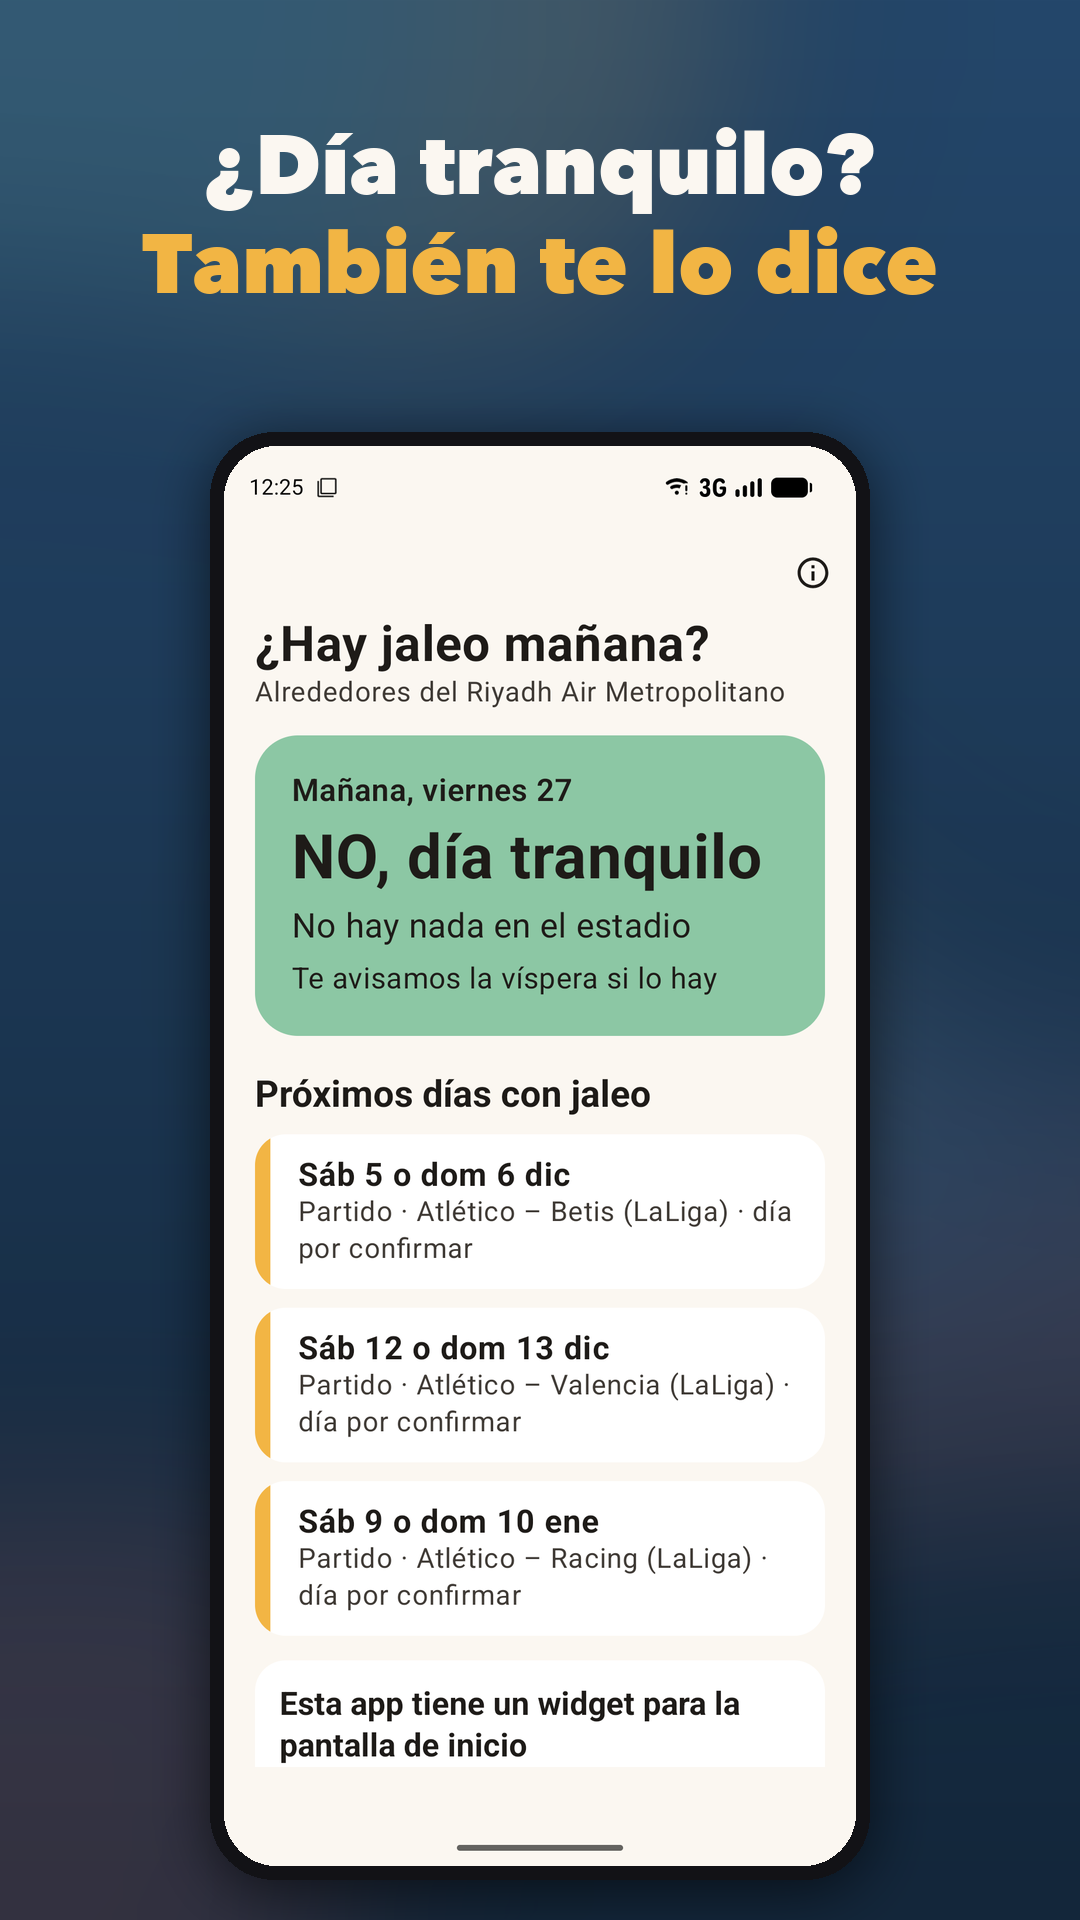 ¿Día tranquilo?
También te lo dice
12:25
3G
¿Hay jaleo mañana?
Alrededores del Riyadh Air Metropolitano
Mañana, viernes 27
NO, día tranquilo
No hay nada en el estadio
Te avisamos la víspera si lo hay
Próximos días con jaleo
Sáb 5 o dom 6 dic
Partido · Atlético – Betis (LaLiga) · día
por confirmar
Sáb 12 o dom 13 dic
Partido · Atlético – Valencia (LaLiga) ·
día por confirmar
Sáb 9 o dom 10 ene
Partido · Atlético – Racing (LaLiga) ·
día por confirmar
Esta app tiene un widget para la
pantalla de inicio